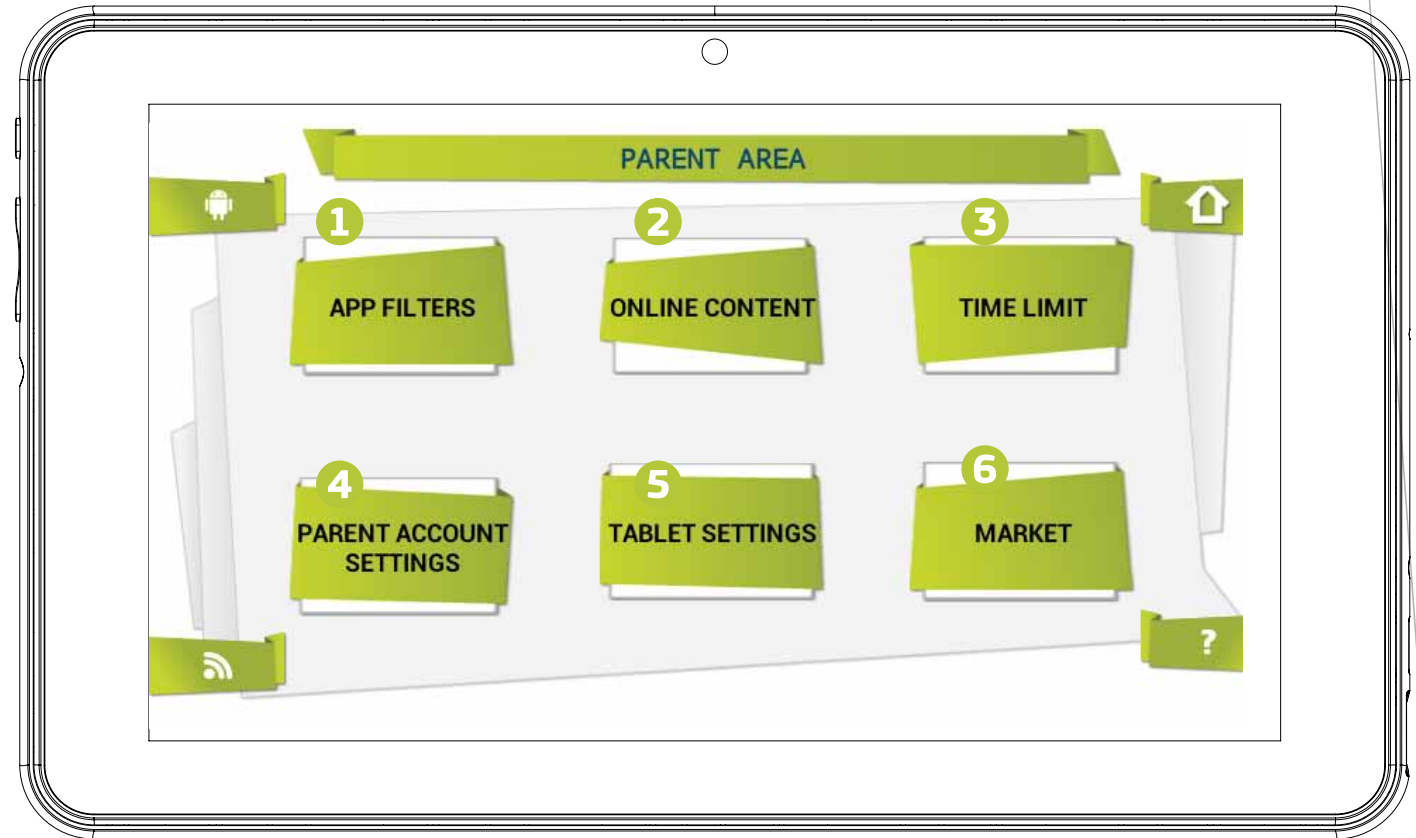 PARENT AREA
1
2
3
APP FILTERS
ONLINE CONTENT
TIME LIMIT
4
5
6
PARENT ACCOUNT
SETTINGS
TABLET SETTINGS
MARKET
?